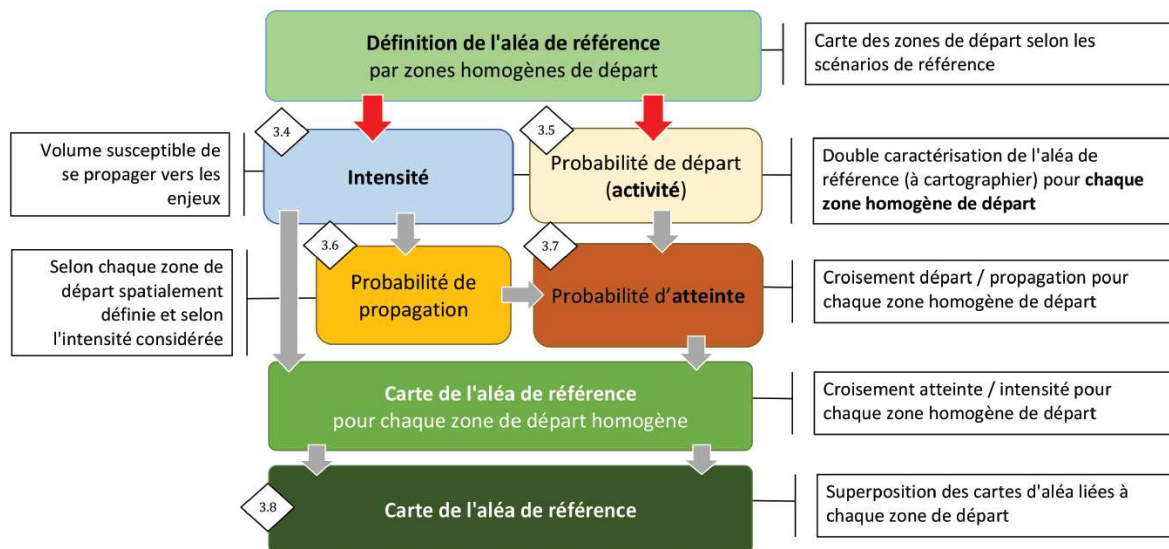 Définition de l'aléa de référence
par zones homogènes de départ
Carte des zones de départ selon les
scénarios de référence
3.4
3.5
Volume susceptible de
se propager vers les
enjeux
Intensité
Probabilité de départ
(activité)
Double caractérisation de l'aléa de
référence (à cartographier) pour chaque
zone homogène de départ
3.6
3.7
Selon chaque zone de
départ spatialement
définie et selon
l'intensité considérée
Probabilité de
propagation
Probabilité d’atteinte
Croisement départ / propagation pour
chaque zone homogène de départ
Carte de l'aléa de référence
pour chaque zone de départ homogène
Croisement atteinte / intensité pour
chaque zone homogène de départ
3.8
Carte de l'aléa de référence
Superposition des cartes d'aléa liées à
chaque zone de départ